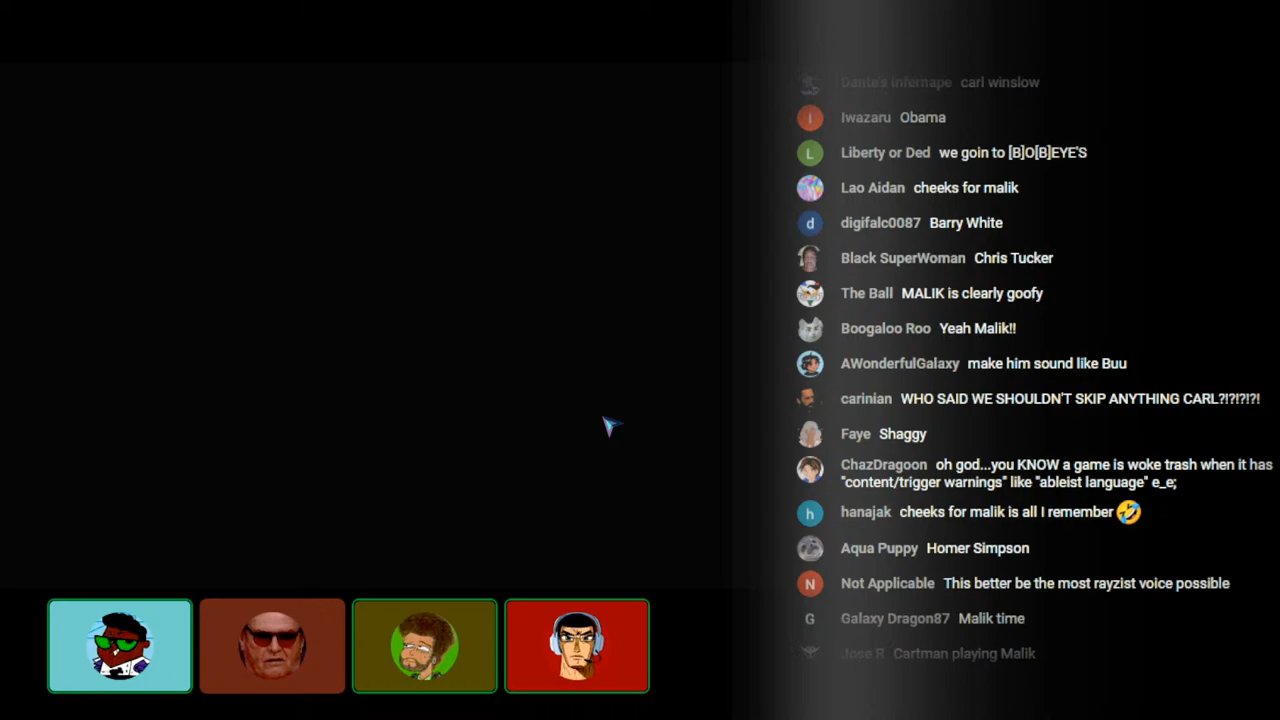 Dante's Infernape carl winslow
I Iwazaru Obama
L Liberty or Ded we goin to [B]O[B]EYE'S
Lao Aidan cheeks for malik
d digifalc0087 Barry White
Black SuperWoman Chris Tucker
The Ball MALIK is clearly goofy
Boogaloo Roo Yeah Malik!!
AWonderfulGalaxy make him sound like Buu
carinian WHO SAID WE SHOULDN'T SKIP ANYTHING CARL?!?!?!?!
Faye Shaggy
ChazDragoon oh god...you KNOW a game is woke trash when it has
"content/trigger warnings" like "ableist language" e_e;
h hanajak cheeks for malik is all I remember 🤣
Aqua Puppy Homer Simpson
N Not Applicable This better be the most rayzist voice possible
G Galaxy Dragon87 Malik time
Jose R Cartman playing Malik